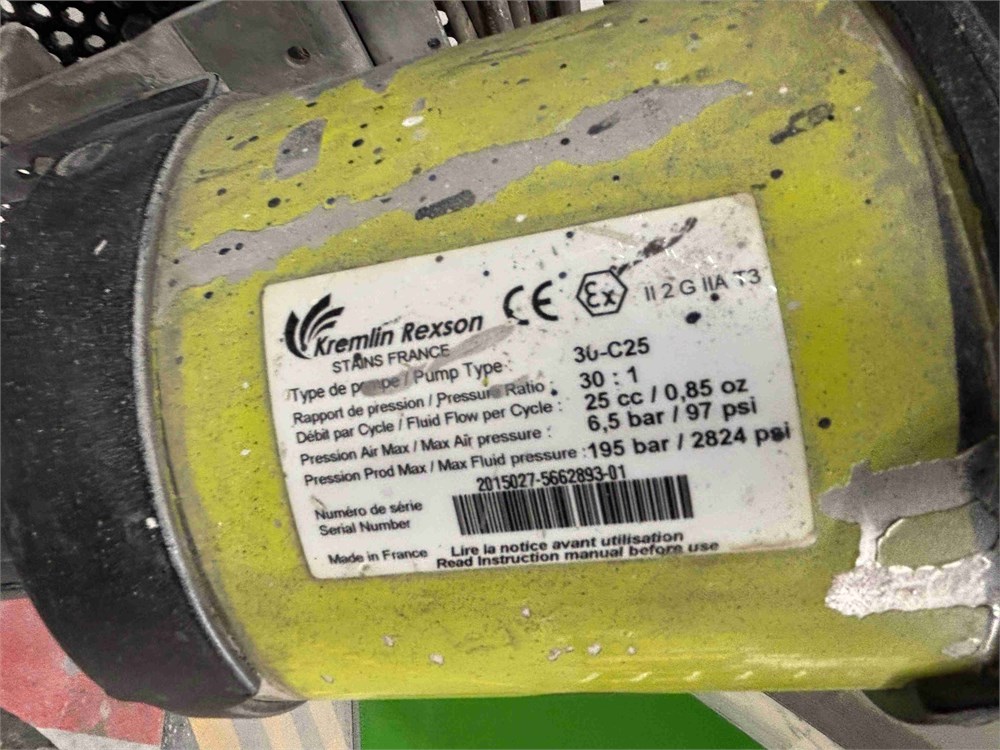 Kremlin Rexson
STAINS FRANCE
CE Ex II 2 G IIA T3
Type de pompe / Pump Type : 30-C25
Rapport de pression / Pressure Ratio : 30 : 1
Débit par Cycle / Fluid Flow per Cycle : 25 cc / 0,85 oz
Pression Air Max / Max Air pressure : 6,5 bar / 97 psi
Pression Prod Max / Max Fluid pressure : 195 bar / 2824 psi
2015027-5662893-01
Numéro de série
Serial Number
Made in France
Lire la notice avant utilisation
Read Instruction manual before use